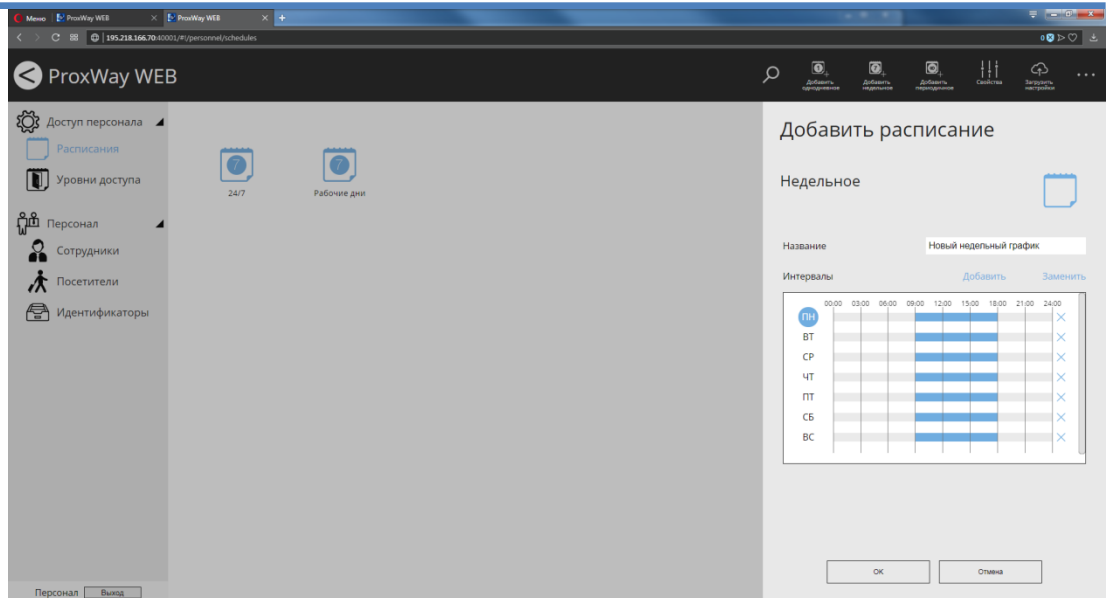 Меню ProxWay WEB ProxWay WEB
195.218.166.70:40001/#!/personnel/schedules
ProxWay WEB
Добавить однодневное
Добавить недельное
Добавить периодичное
Свойства
Загрузить настройки
Доступ персонала
Расписания
Уровни доступа
Персонал
Сотрудники
Посетители
Идентификаторы
7
24/7
7
Рабочие дни
Добавить расписание
Недельное
Название Новый недельный график
Интервалы Добавить Заменить
00:00 03:00 06:00 09:00 12:00 15:00 18:00 21:00 24:00
ПН
ВТ
СР
ЧТ
ПТ
СБ
ВС
ОК Отмена
Персонал Выход